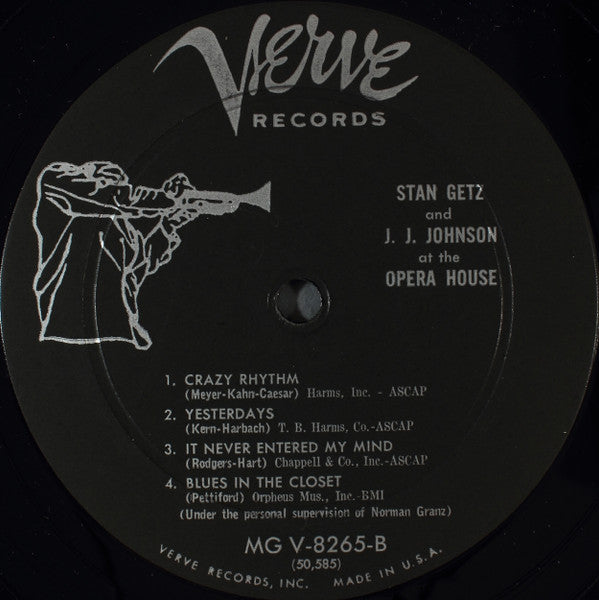 Verve
RECORDS
STAN GETZ
and
J. J. JOHNSON
at the
OPERA HOUSE
1. CRAZY RHYTHM
(Meyer-Kahn-Caesar) Harms, Inc. - ASCAP
2. YESTERDAYS
(Kern-Harbach) T. B. Harms, Co.-ASCAP
3. IT NEVER ENTERED MY MIND
(Rodgers-Hart) Chappell & Co., Inc.-ASCAP
4. BLUES IN THE CLOSET
(Pettiford) Orpheus Mus., Inc.-BMI
(Under the personal supervision of Norman Granz)
MG V-8265-B
(50,585)
VERVE RECORDS, INC. MADE IN U.S.A.